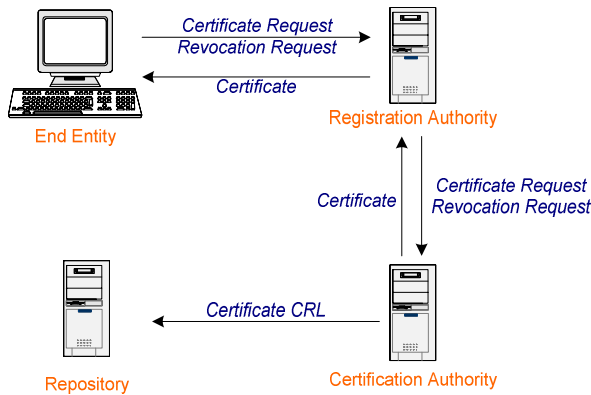 Certificate Request
Revocation Request
Certificate
End Entity
Registration Authority
Certificate
Certificate Request
Revocation Request
Certificate CRL
Repository
Certification Authority